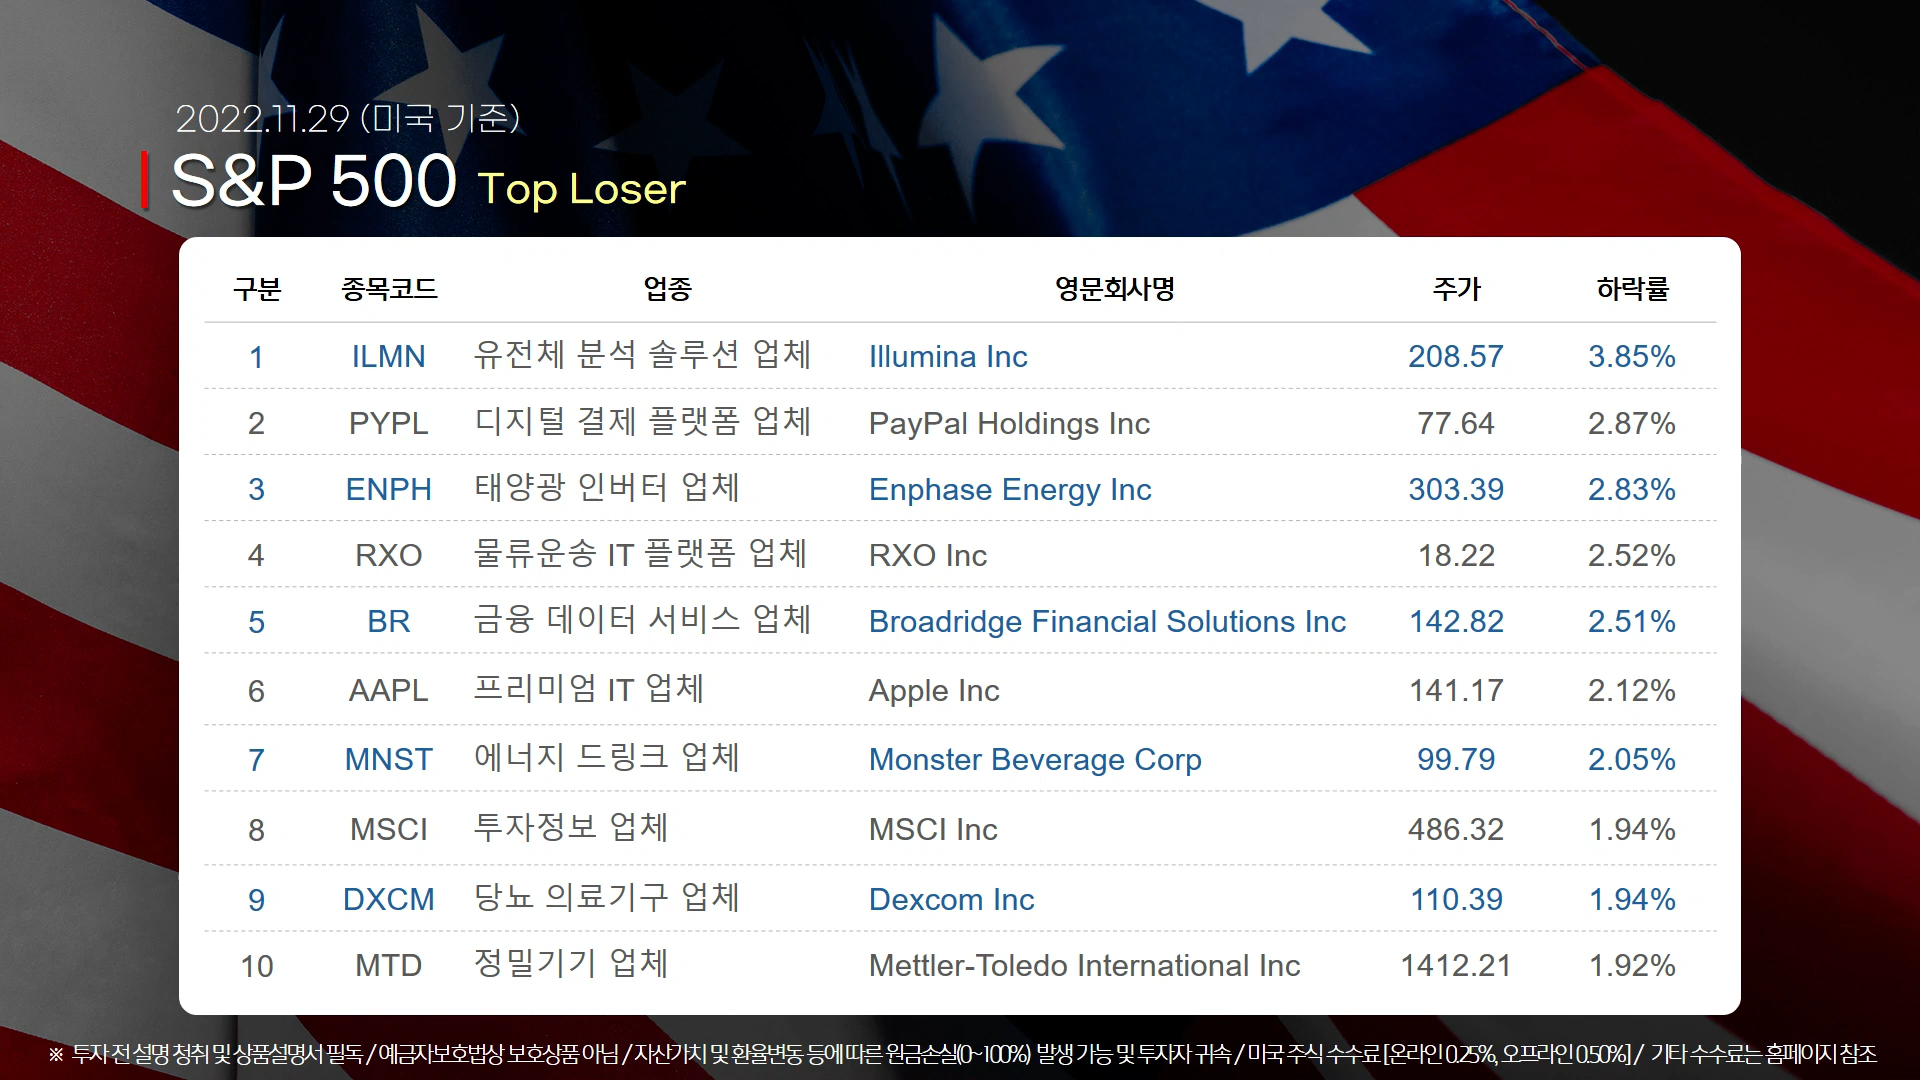 2022.11.29 (미국 기준)
S&P 500 Top Loser
구분 종목코드 업종 영문회사명 주가 하락률
1 ILMN 유전체 분석 솔루션 업체 Illumina Inc 208.57 3.85%
2 PYPL 디지털 결제 플랫폼 업체 PayPal Holdings Inc 77.64 2.87%
3 ENPH 태양광 인버터 업체 Enphase Energy Inc 303.39 2.83%
4 RXO 물류운송 IT 플랫폼 업체 RXO Inc 18.22 2.52%
5 BR 금융 데이터 서비스 업체 Broadridge Financial Solutions Inc 142.82 2.51%
6 AAPL 프리미엄 IT 업체 Apple Inc 141.17 2.12%
7 MNST 에너지 드링크 업체 Monster Beverage Corp 99.79 2.05%
8 MSCI 투자정보 업체 MSCI Inc 486.32 1.94%
9 DXCM 당뇨 의료기구 업체 Dexcom Inc 110.39 1.94%
10 MTD 정밀기기 업체 Mettler-Toledo International Inc 1412.21 1.92%
※ 투자 전 설명 청취 및 상품설명서 필독 / 예금자보호법상 보호상품 아님 / 자산가치 및 환율변동 등에 따른 원금손실(0~100%) 발생 가능 및 투자자 귀속 / 미국 주식 수수료 [온라인 0.25%, 오프라인 0.50%] / 기타 수수료는 홈페이지 참조